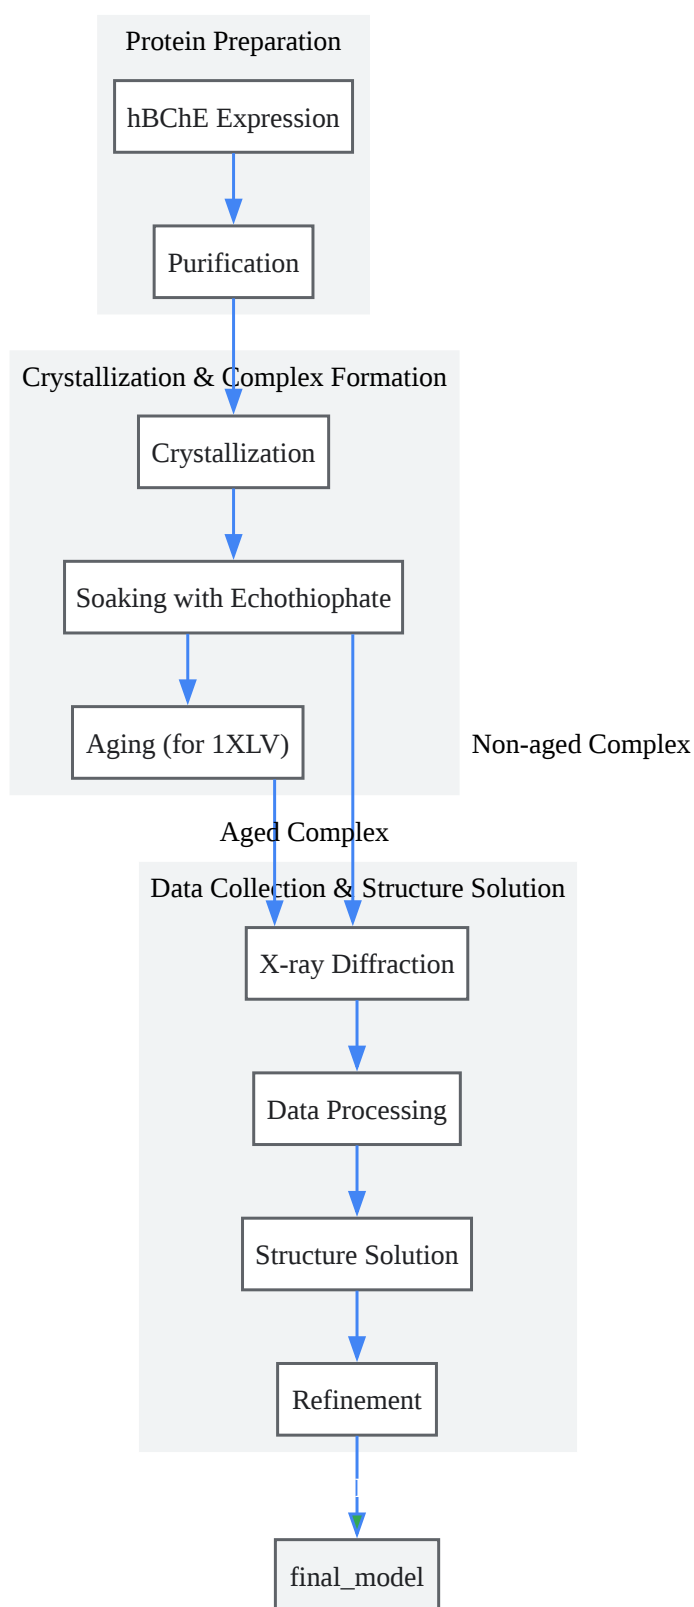 Protein Preparation
hBChE Expression
Purification
Crystallization & Complex Formation
Crystallization
Soaking with Echothiophate
Aging (for 1XLV)
Non-aged Complex
Aged Complex
Data Collection & Structure Solution
X-ray Diffraction
Data Processing
Structure Solution
Refinement
final_model